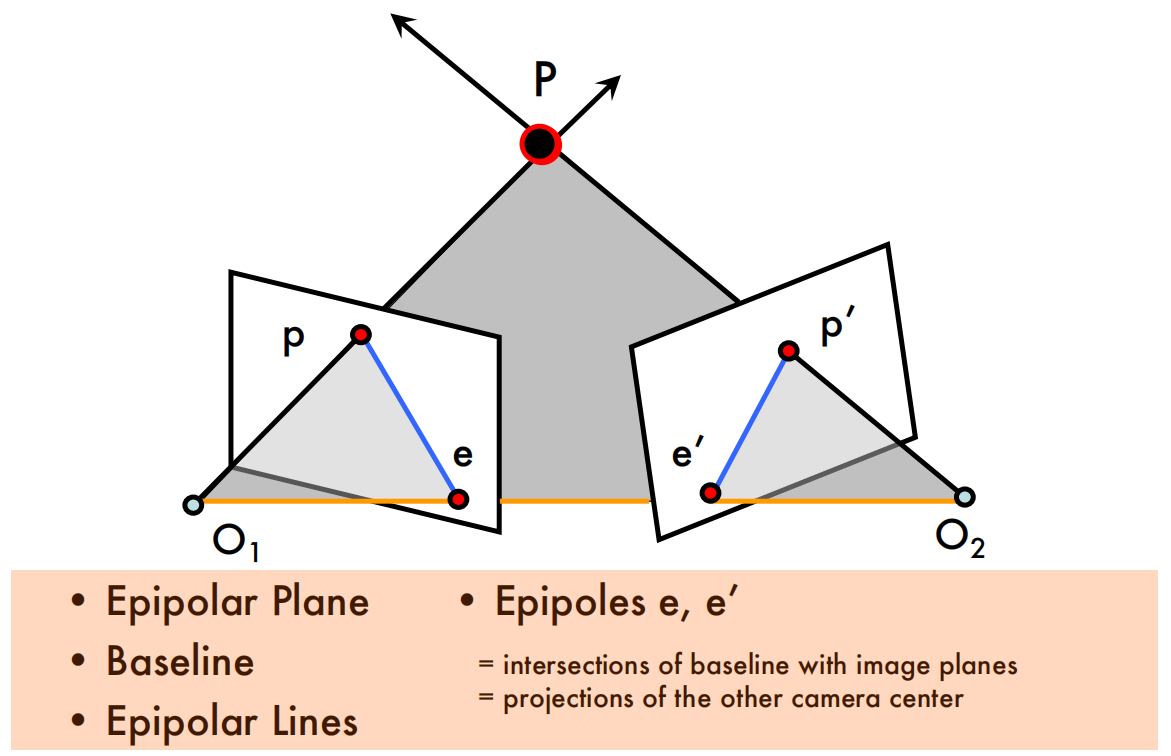 P
p
p′
e
e′
O₁
O₂
• Epipolar Plane
• Baseline
• Epipolar Lines
• Epipoles e, e′
= intersections of baseline with image planes
= projections of the other camera center